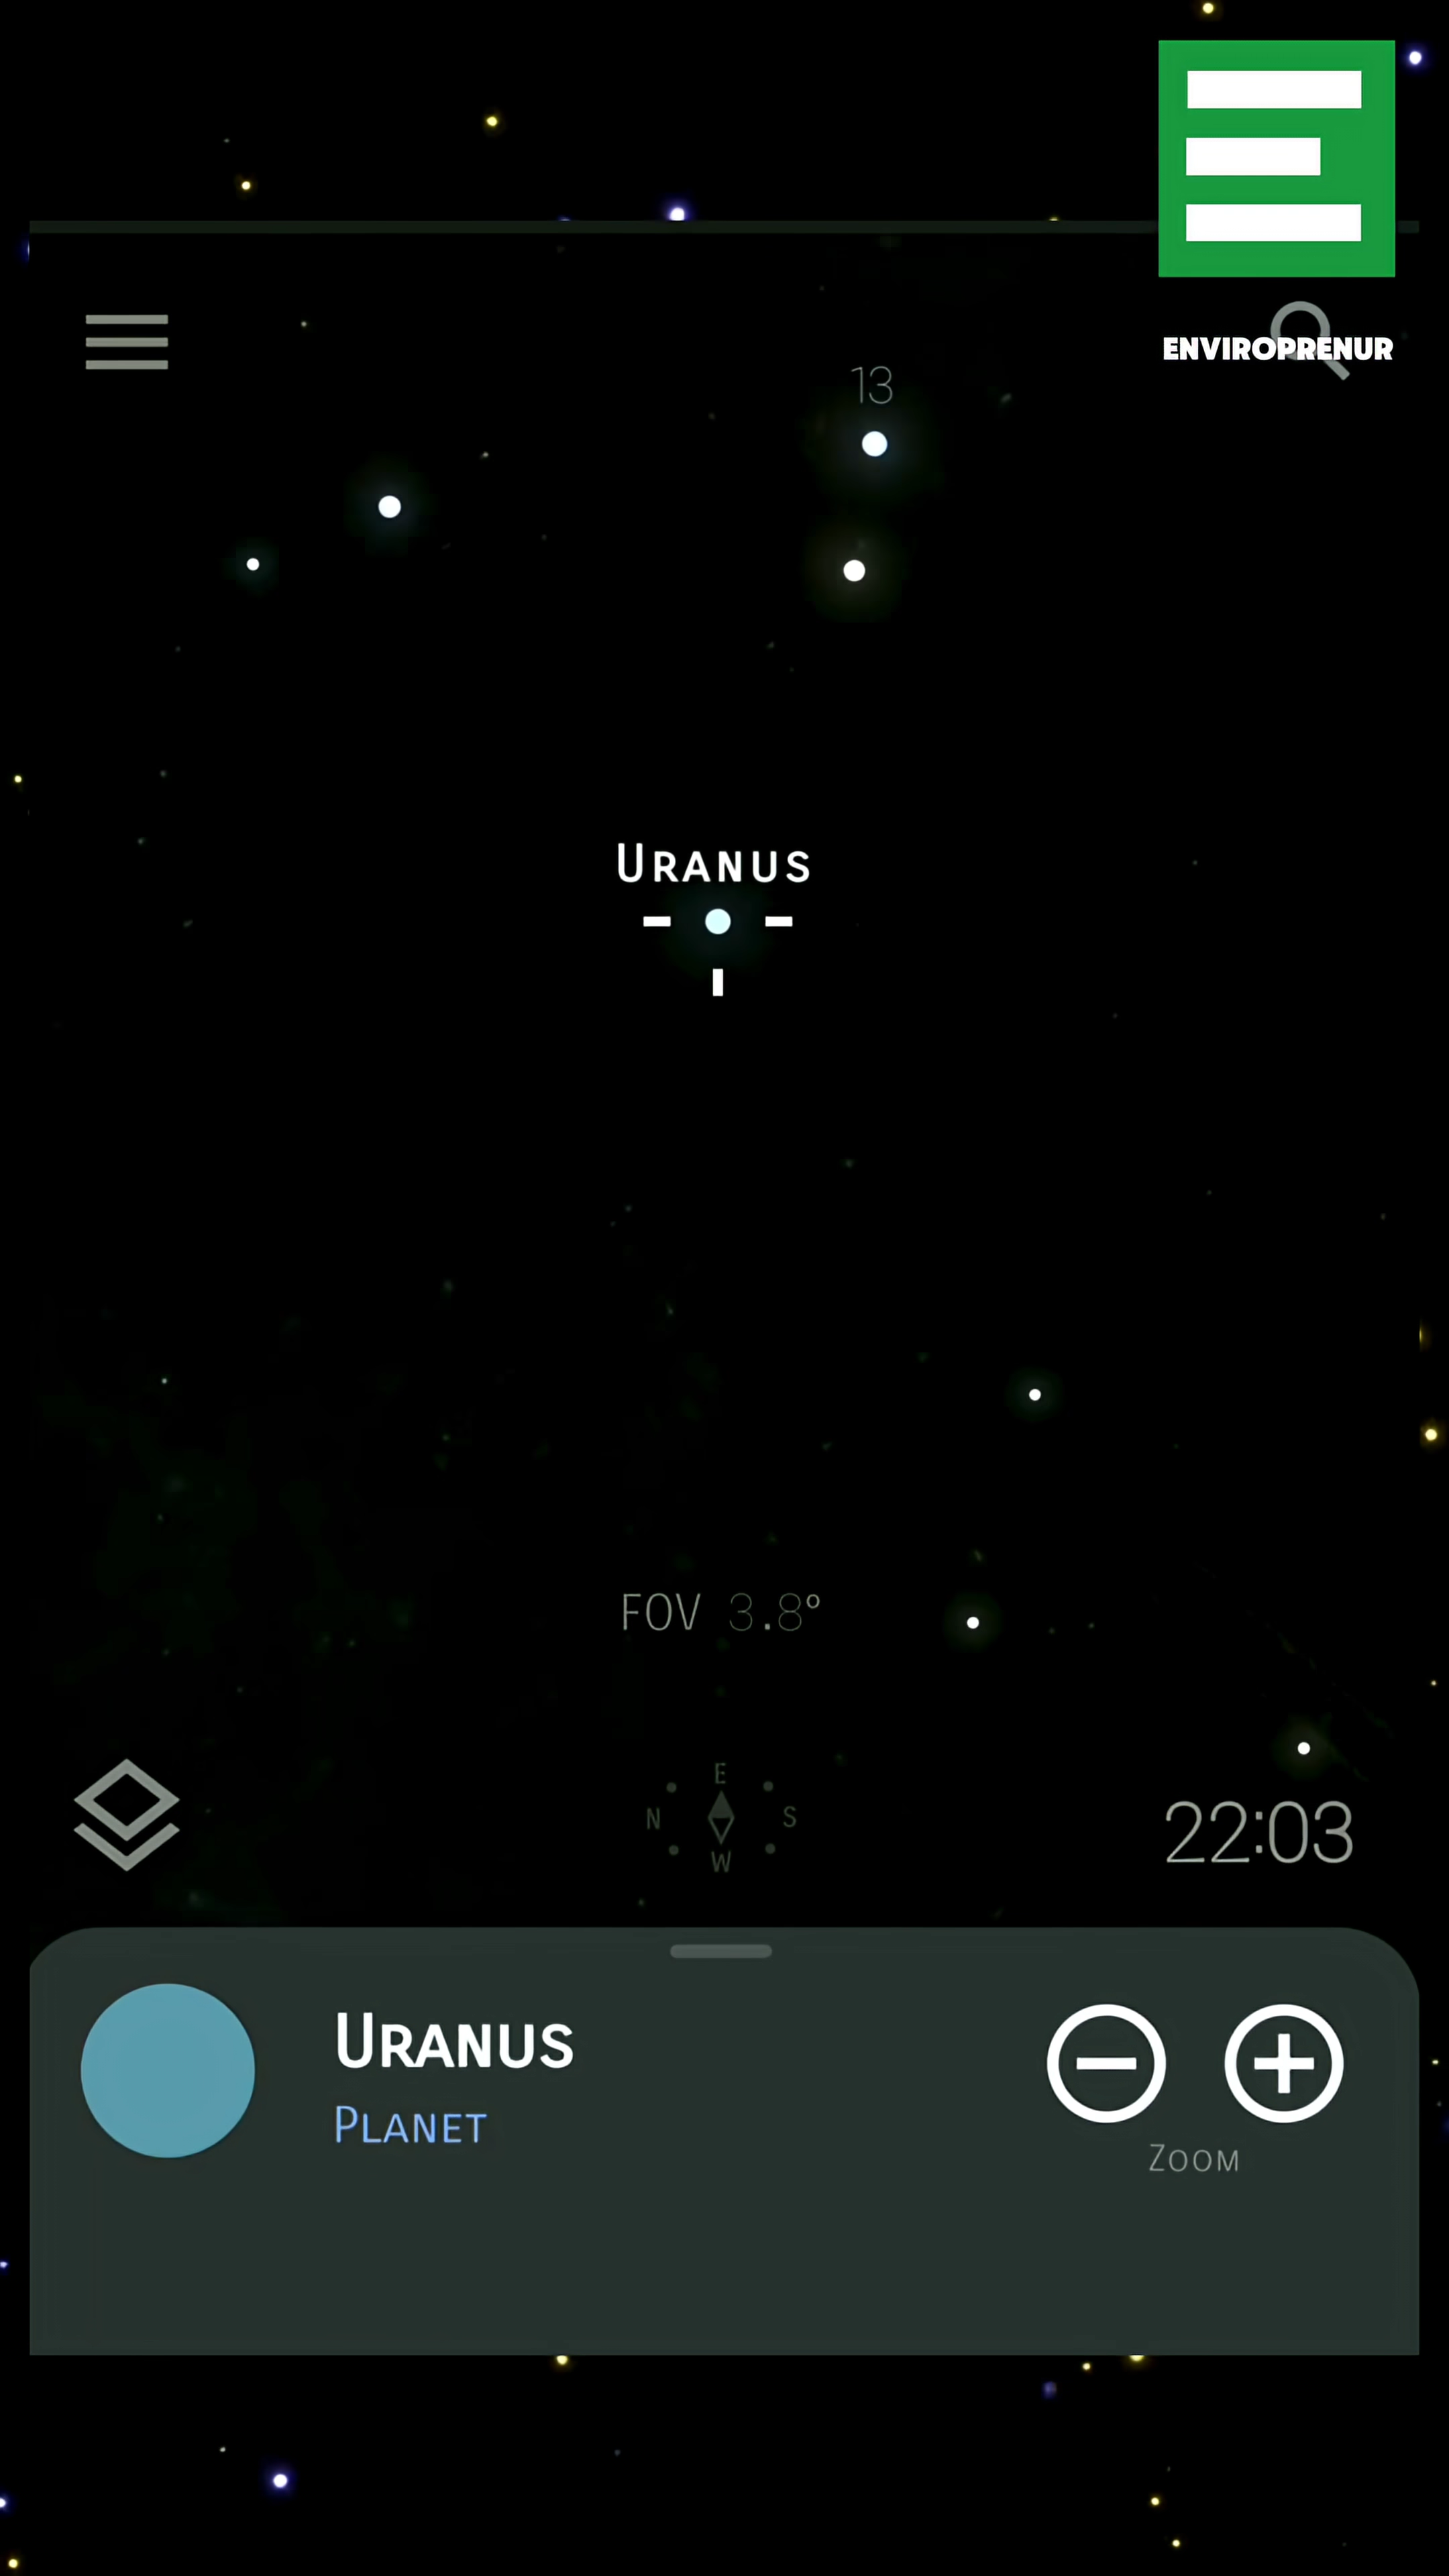 ENVIROPRENUR
13
URANUS
FOV 3.8°
E
N S
W
22:03
URANUS
PLANET
ZOOM